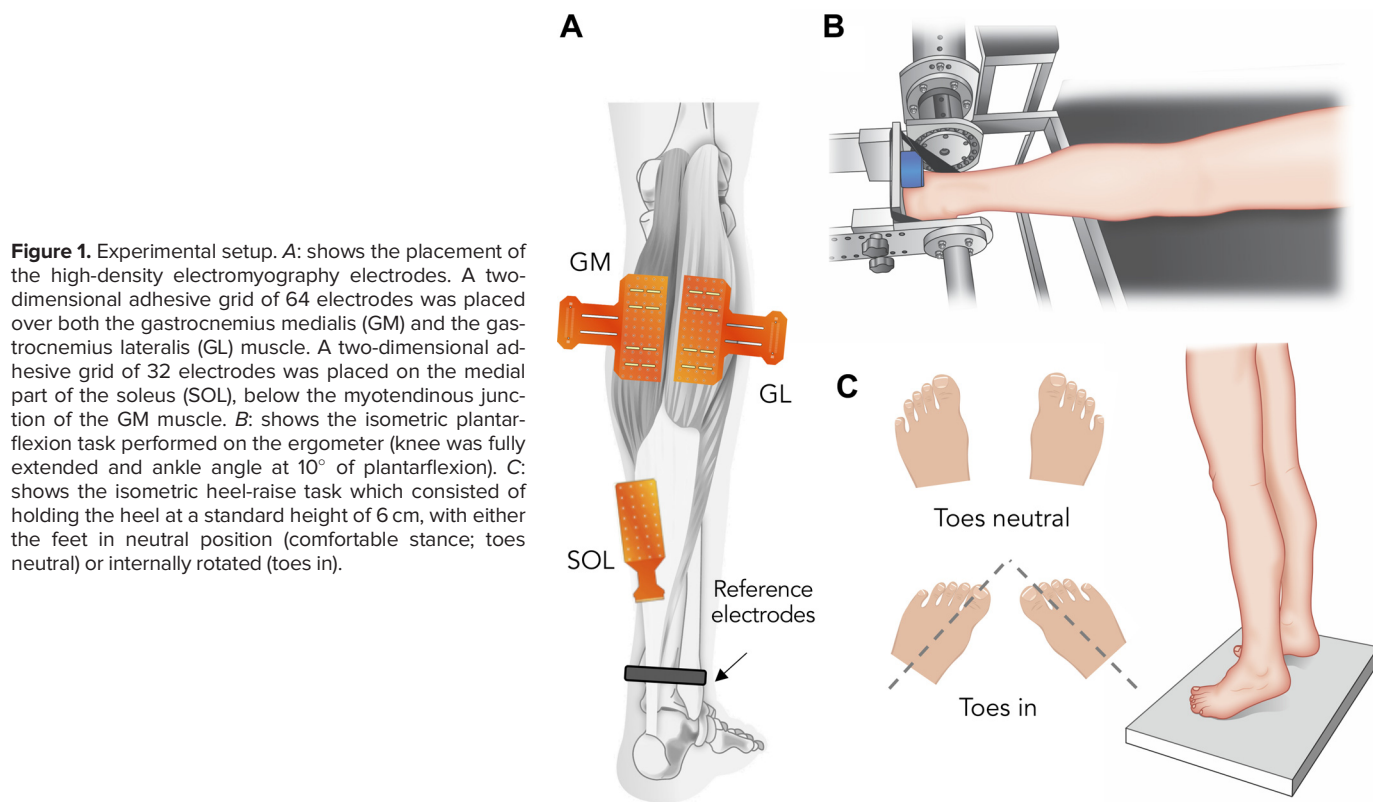 Figure 1. Experimental setup. A: shows the placement of
the high-density electromyography electrodes. A two-
dimensional adhesive grid of 64 electrodes was placed
over both the gastrocnemius medialis (GM) and the gas-
trocnemius lateralis (GL) muscle. A two-dimensional ad-
hesive grid of 32 electrodes was placed on the medial
part of the soleus (SOL), below the myotendinous junc-
tion of the GM muscle. B: shows the isometric plantar-
flexion task performed on the ergometer (knee was fully
extended and ankle angle at 10° of plantarflexion). C:
shows the isometric heel-raise task which consisted of
holding the heel at a standard height of 6 cm, with either
the feet in neutral position (comfortable stance; toes
neutral) or internally rotated (toes in).
A
GM
GL
SOL
Reference
electrodes
B
C
Toes neutral
Toes in